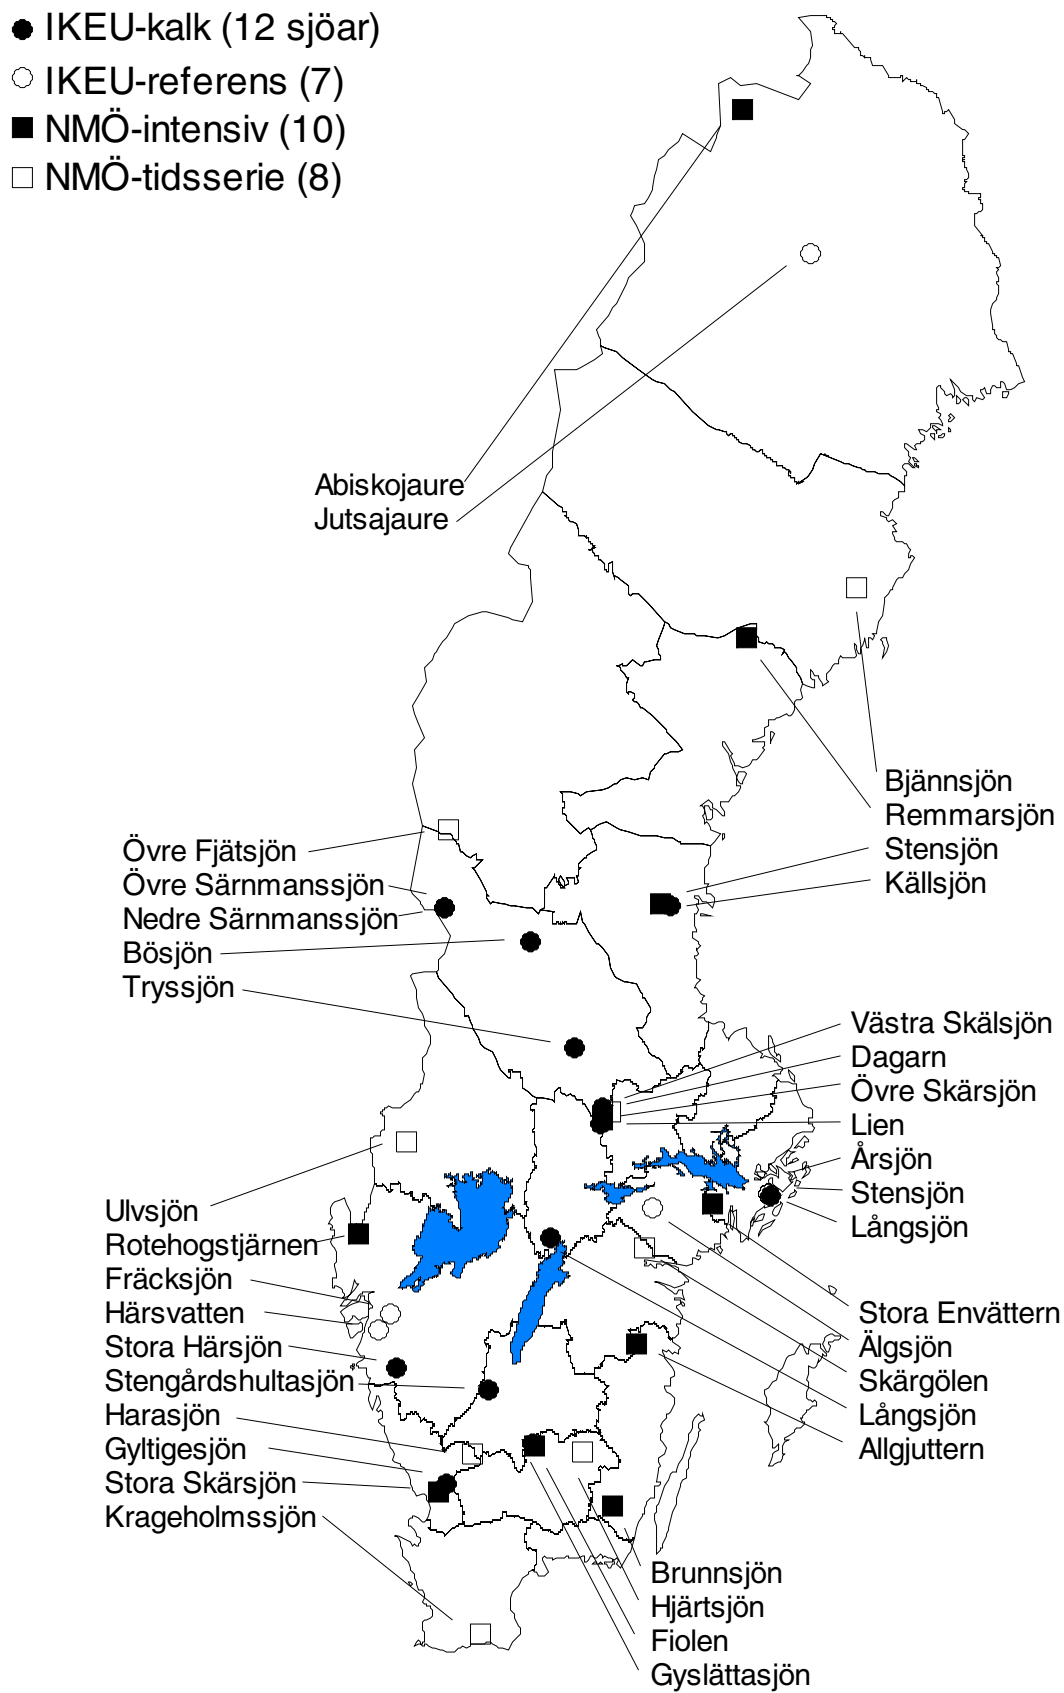 IKEU-kalk (12 sjöar)
IKEU-referens (7)
NMÖ-intensiv (10)
NMÖ-tidsserie (8)
Abiskojaure
Jutsajaure
Bjännsjön
Remmarsjön
Stensjön
Källsjön
Övre Fjätsjön
Övre Särnmanssjön
Nedre Särnmanssjön
Bösjön
Tryssjön
Västra Skälsjön
Dagarn
Övre Skärsjön
Lien
Årsjön
Stensjön
Långsjön
Ulvsjön
Rotehogstjärnen
Fräcksjön
Härsvatten
Stora Härsjön
Stengårdshultasjön
Harasjön
Gyltigesjön
Stora Skärsjön
Krageholmssjön
Stora Envättern
Älgsjön
Skärgölen
Långsjön
Allgjuttern
Brunnsjön
Hjärtsjön
Fiolen
Gyslättasjön